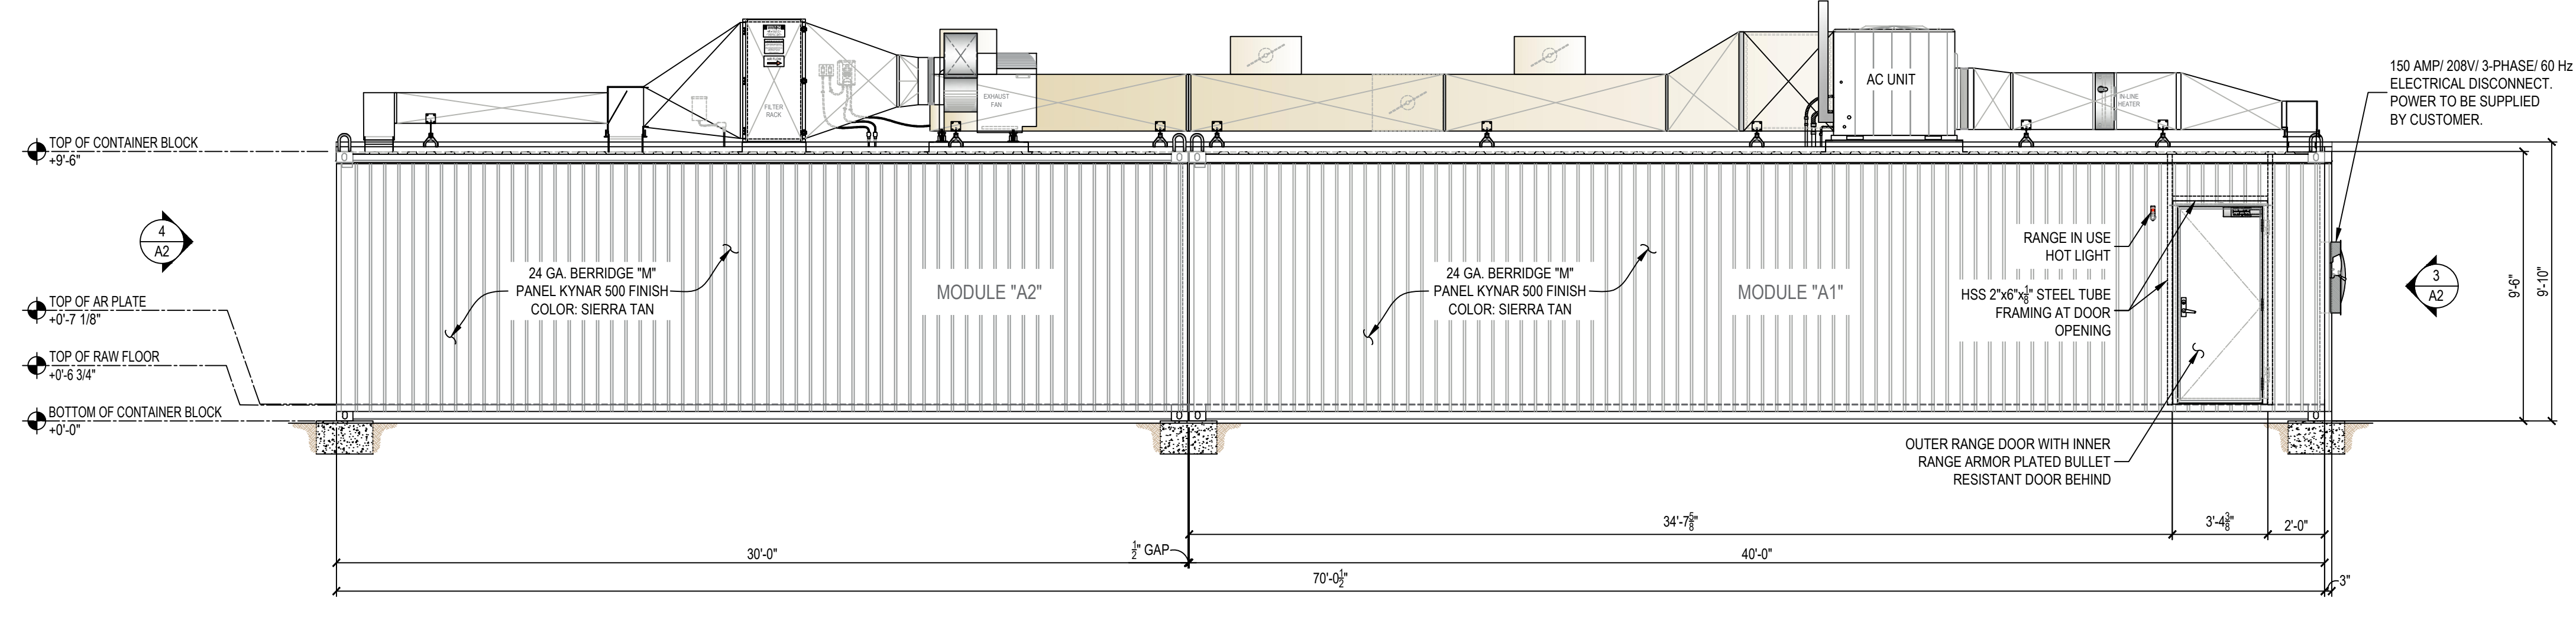 TOP OF CONTAINER BLOCK
+9'-6"
4
A2
TOP OF AR PLATE
+0'-7 1/8"
TOP OF RAW FLOOR
+0'-6 3/4"
BOTTOM OF CONTAINER BLOCK
+0'-0"
FILTER
RACK
EXHAUST
FAN
AC UNIT
IN-LINE
HEATER
150 AMP/ 208V/ 3-PHASE/ 60 Hz
ELECTRICAL DISCONNECT.
POWER TO BE SUPPLIED
BY CUSTOMER.
24 GA. BERRIDGE "M"
PANEL KYNAR 500 FINISH
COLOR: SIERRA TAN
MODULE "A2"
24 GA. BERRIDGE "M"
PANEL KYNAR 500 FINISH
COLOR: SIERRA TAN
MODULE "A1"
RANGE IN USE
HOT LIGHT
HSS 2"x6"x1/8" STEEL TUBE
FRAMING AT DOOR
OPENING
OUTER RANGE DOOR WITH INNER
RANGE ARMOR PLATED BULLET
RESISTANT DOOR BEHIND
3
A2
9'-6"
9'-10"
34'-7 5/8"
3'-4 3/8"
2'-0"
30'-0"
1/2" GAP
40'-0"
70'-0 1/2"
3"